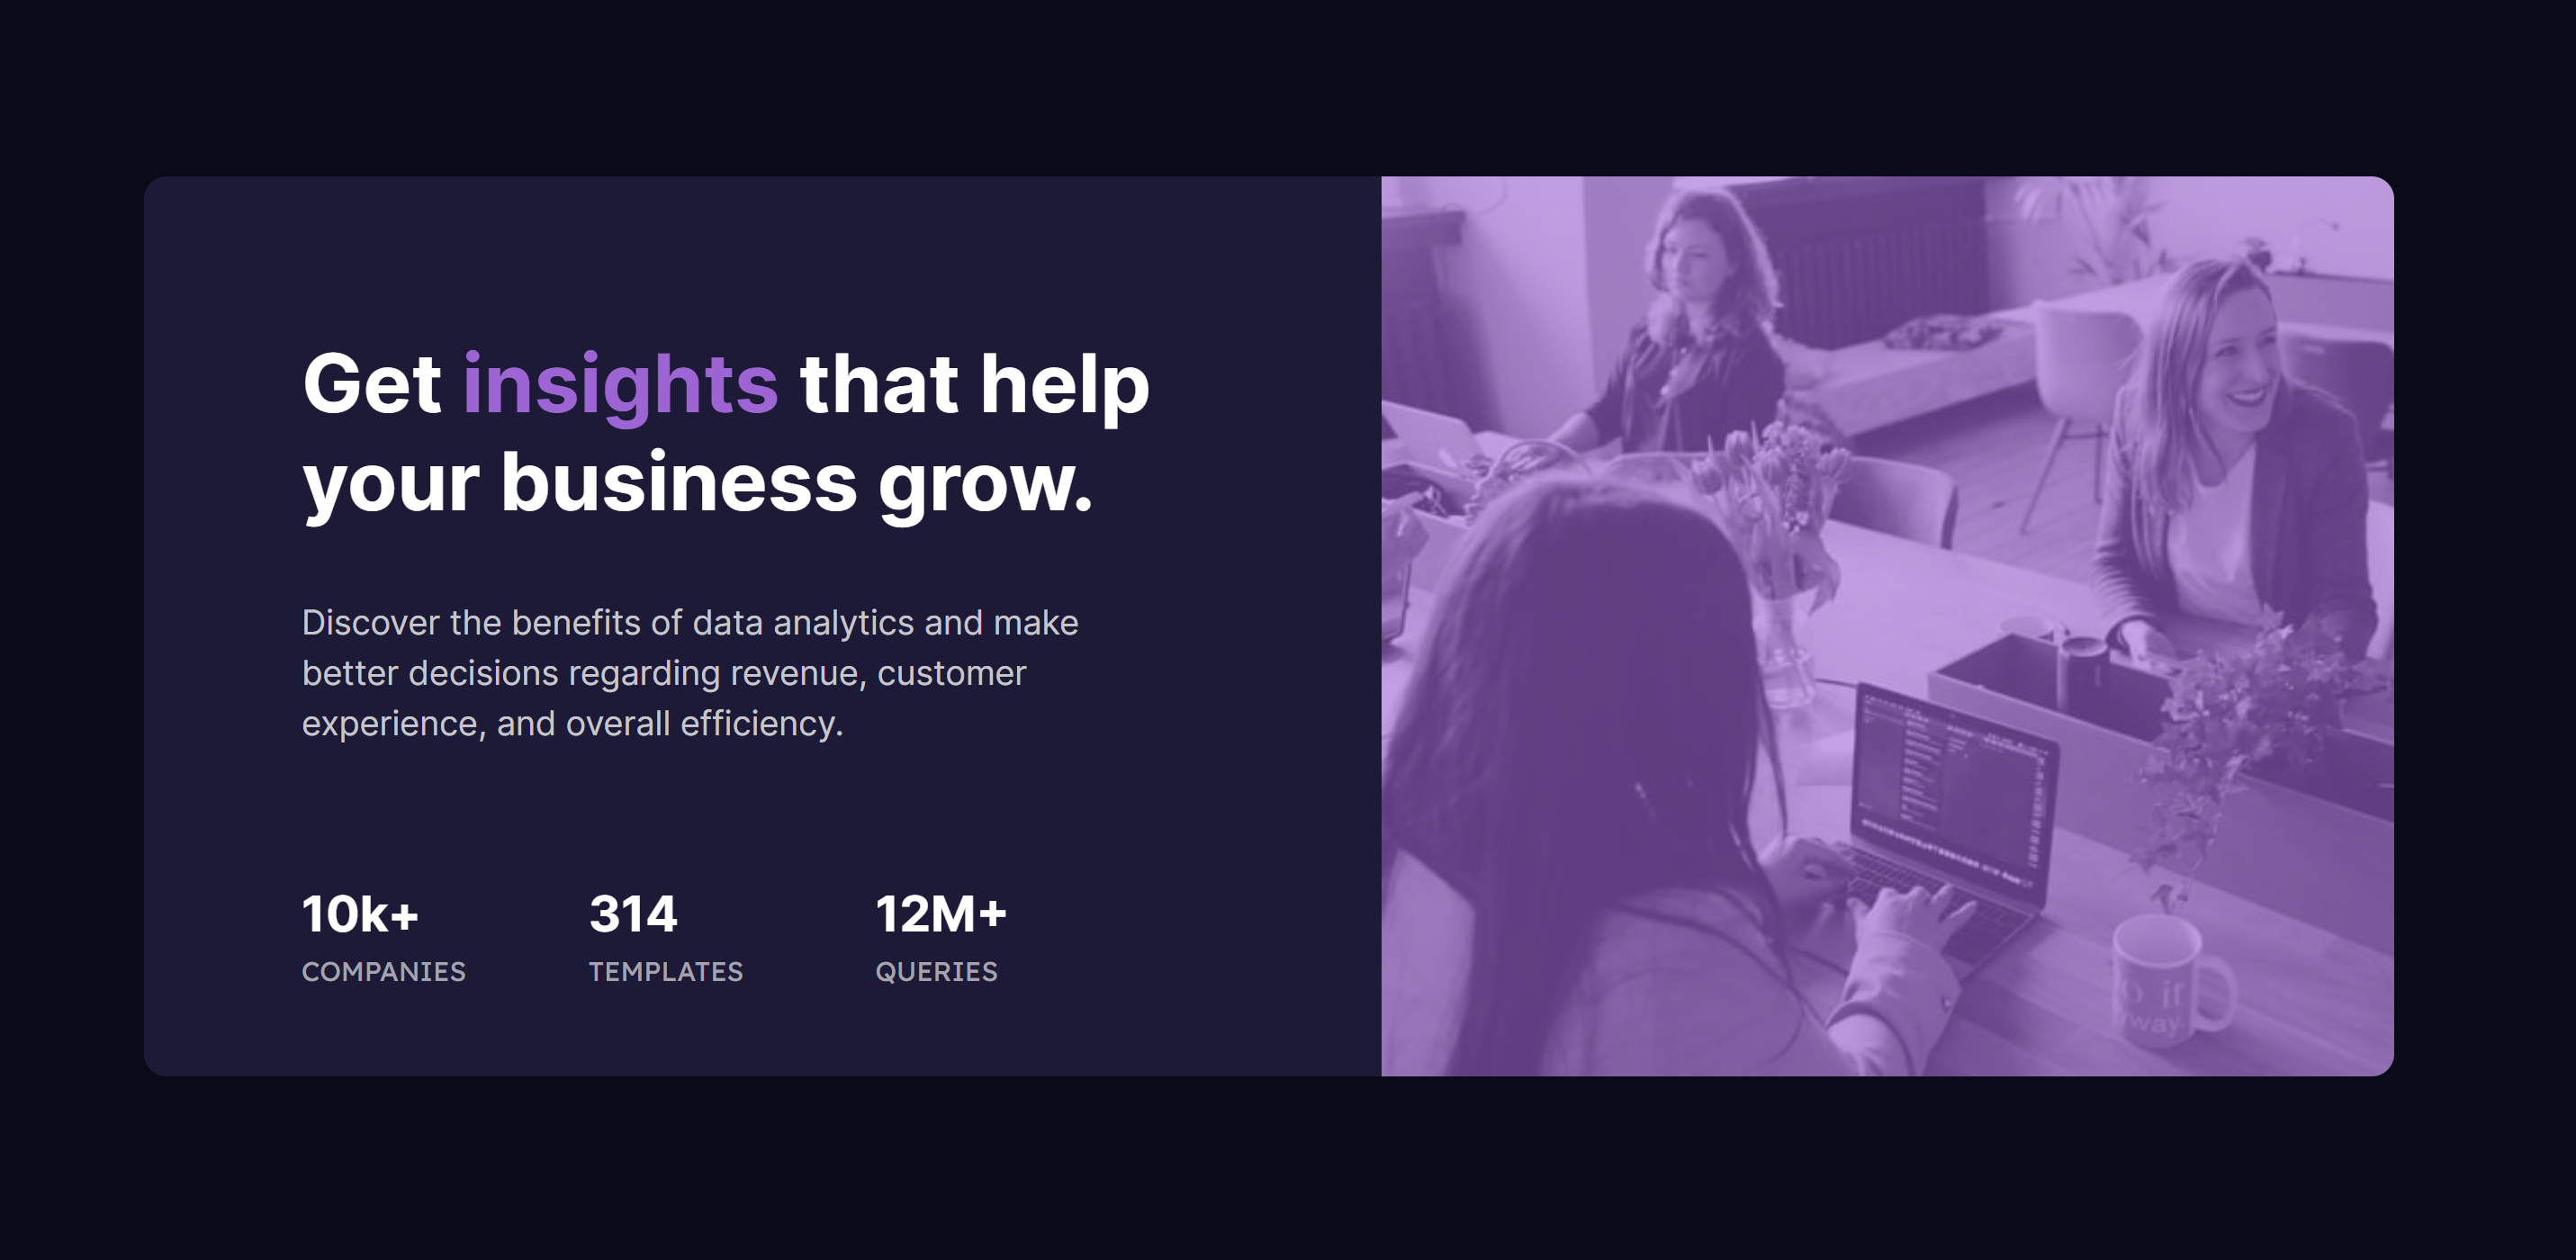 Get insights that help
your business grow.
Discover the benefits of data analytics and make
better decisions regarding revenue, customer
experience, and overall efficiency.
10k+
COMPANIES
314
TEMPLATES
12M+
QUERIES